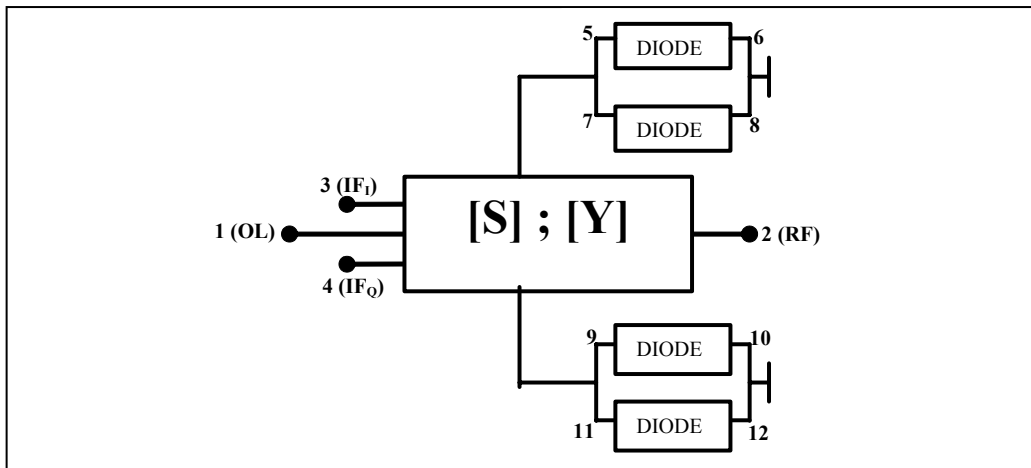 5 DIODE 6
7 DIODE 8
3 (IF_I)
[S] ; [Y]
1 (OL)
2 (RF)
4 (IF_Q)
9 DIODE 10
11 DIODE 12